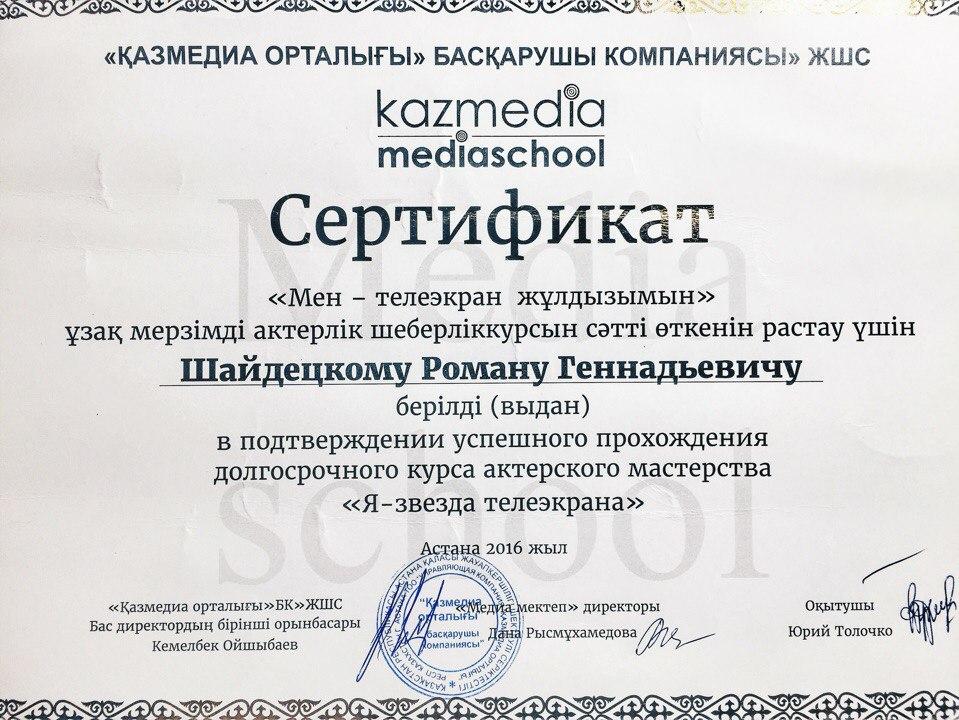 «ҚАЗМЕДИА ОРТАЛЫҒЫ» БАСҚАРУШЫ КОМПАНИЯСЫ» ЖШС
kazmedia
mediaschool
Сертификат
Media
school
«Мен – телеэкран жұлдызымын»
ұзақ мерзімді актерлік шеберліккурсын сәтті өткенін растау үшін
Шайдецкому Роману Геннадьевичу
берілді (выдан)
в подтверждении успешного прохождения
долгосрочного курса актерского мастерства
«Я-звезда телеэкрана»
Астана 2016 жыл
«Қазмедиа орталығы»БК»ЖШС
Бас директордың бірінші орынбасары
Кемелбек Ойшыбаев
"Қазмедиа
орталығы"
басқарушы
компаниясы"
«Медиа мектеп» директоры
Дана Рысмұхамедова
Оқытушы
Юрий Толочко